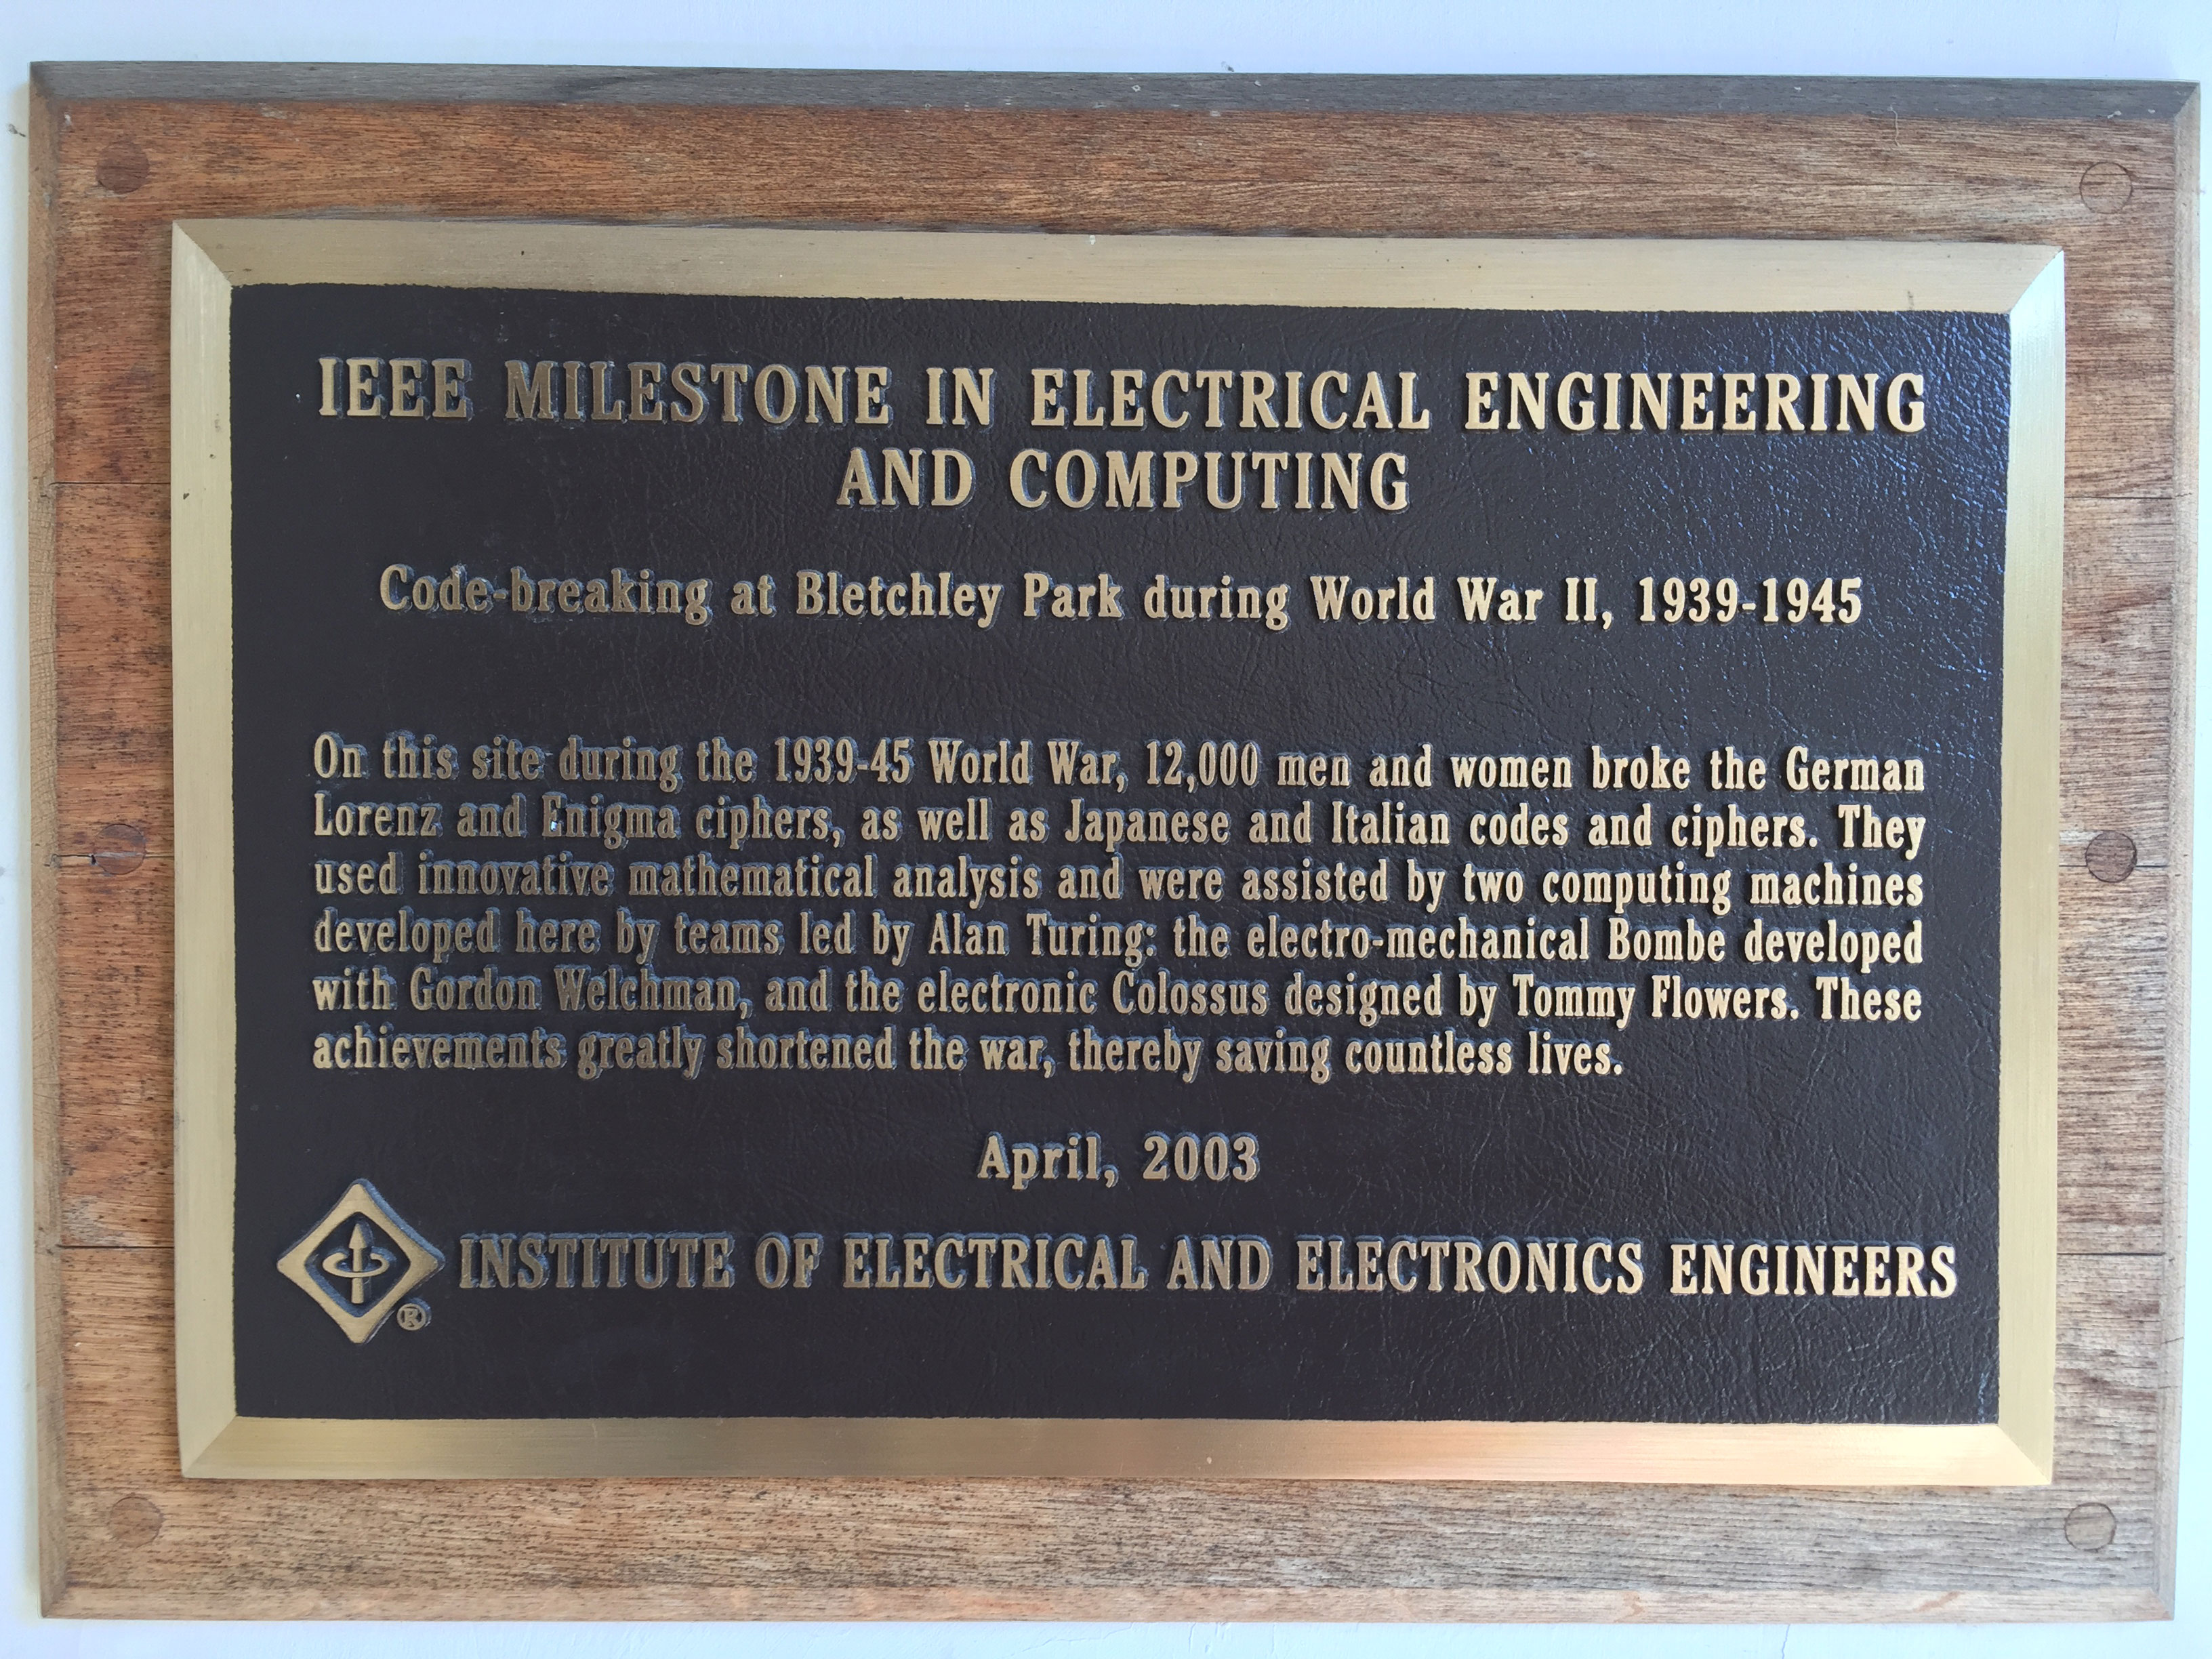 IEEE MILESTONE IN ELECTRICAL ENGINEERING
AND COMPUTING
Code-breaking at Bletchley Park during World War II, 1939-1945
On this site during the 1939-45 World War, 12,000 men and women broke the German
Lorenz and Enigma ciphers, as well as Japanese and Italian codes and ciphers. They
used innovative mathematical analysis and were assisted by two computing machines
developed here by teams led by Alan Turing: the electro-mechanical Bombe developed
with Gordon Welchman, and the electronic Colossus designed by Tommy Flowers. These
achievements greatly shortened the war, thereby saving countless lives.
April, 2003
INSTITUTE OF ELECTRICAL AND ELECTRONICS ENGINEERS
®